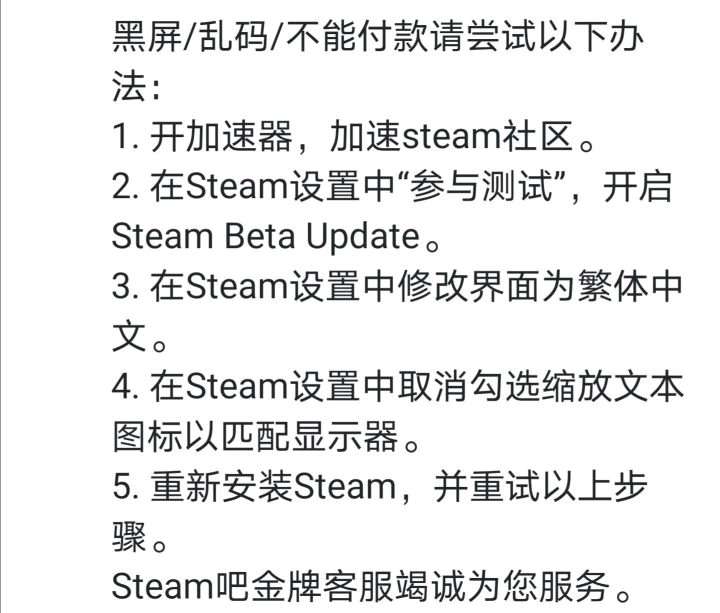 黑屏/乱码/不能付款请尝试以下办
法：
1. 开加速器，加速steam社区。
2. 在Steam设置中“参与测试”，开启
Steam Beta Update。
3. 在Steam设置中修改界面为繁体中
文。
4. 在Steam设置中取消勾选缩放文本
图标以匹配显示器。
5. 重新安装Steam，并重试以上步
骤。
Steam吧金牌客服竭诚为您服务。